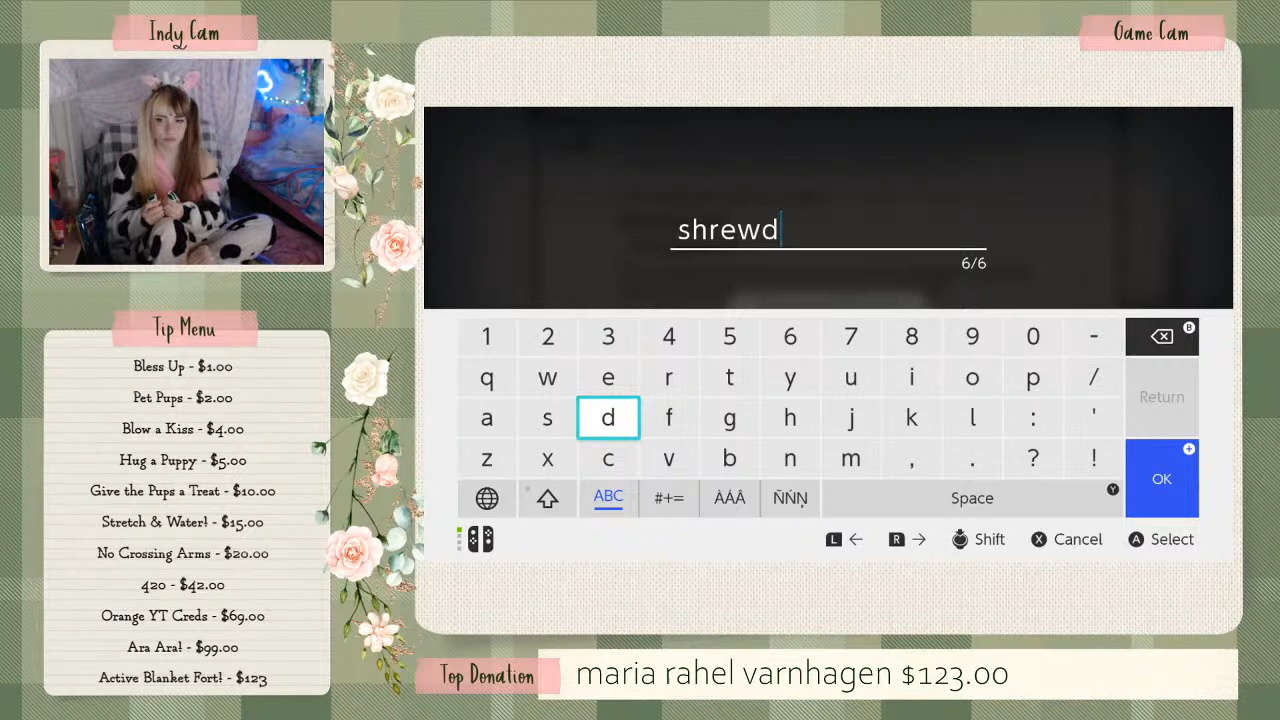 Indy Cam
Game Cam
shrewd
6/6
1 2 3 4 5 6 7 8 9 0 - B
q w e r t y u i o p /
Return
a s d f g h j k l : '
z x c v b n m , . ? !
OK
#+= ÀÁÂ ÑŃŅ Space Y
ABC
L ← R → Shift X Cancel A Select
Tip Menu
Bless Up - $1.00
Pet Pups - $2.00
Blow a Kiss - $4.00
Hug a Puppy - $5.00
Give the Pups a Treat - $10.00
Stretch & Water! - $15.00
No Crossing Arms - $20.00
420 - $42.00
Orange YT Creds - $69.00
Ara Ara! - $99.00
Active Blanket Fort! - $123
Top Donation maria rahel varnhagen $123.00